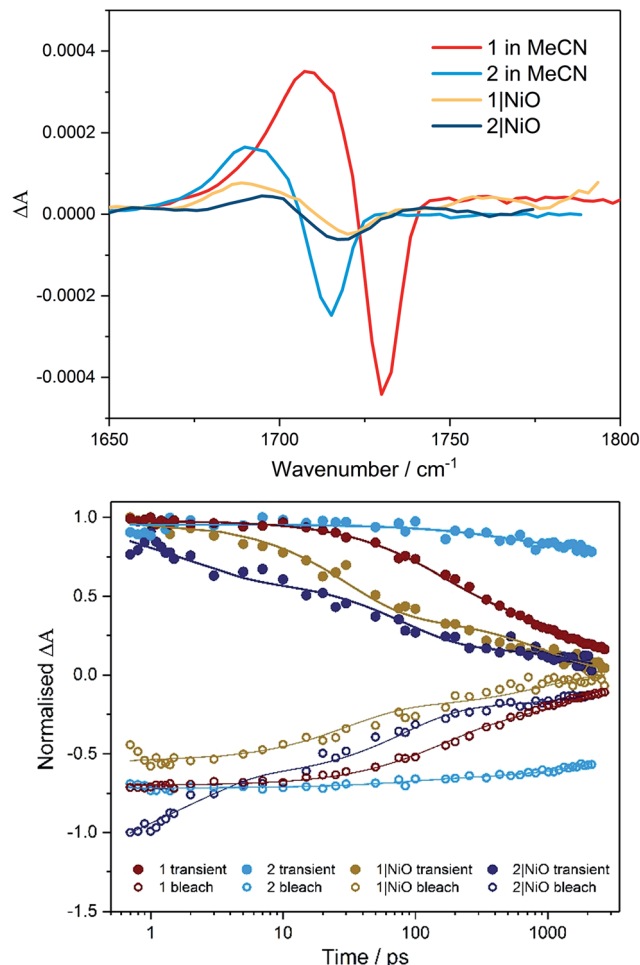 0.0004
0.0002
0.0000
-0.0002
-0.0004
ΔA
1 in MeCN
2 in MeCN
1|NiO
2|NiO
1650
1700
1750
1800
Wavenumber / cm⁻¹
1.0
0.5
0.0
-0.5
-1.0
-1.5
Normalised ΔA
1 transient 2 transient 1|NiO transient 2|NiO transient
1 bleach 2 bleach 1|NiO bleach 2|NiO bleach
1
10
100
1000
Time / ps